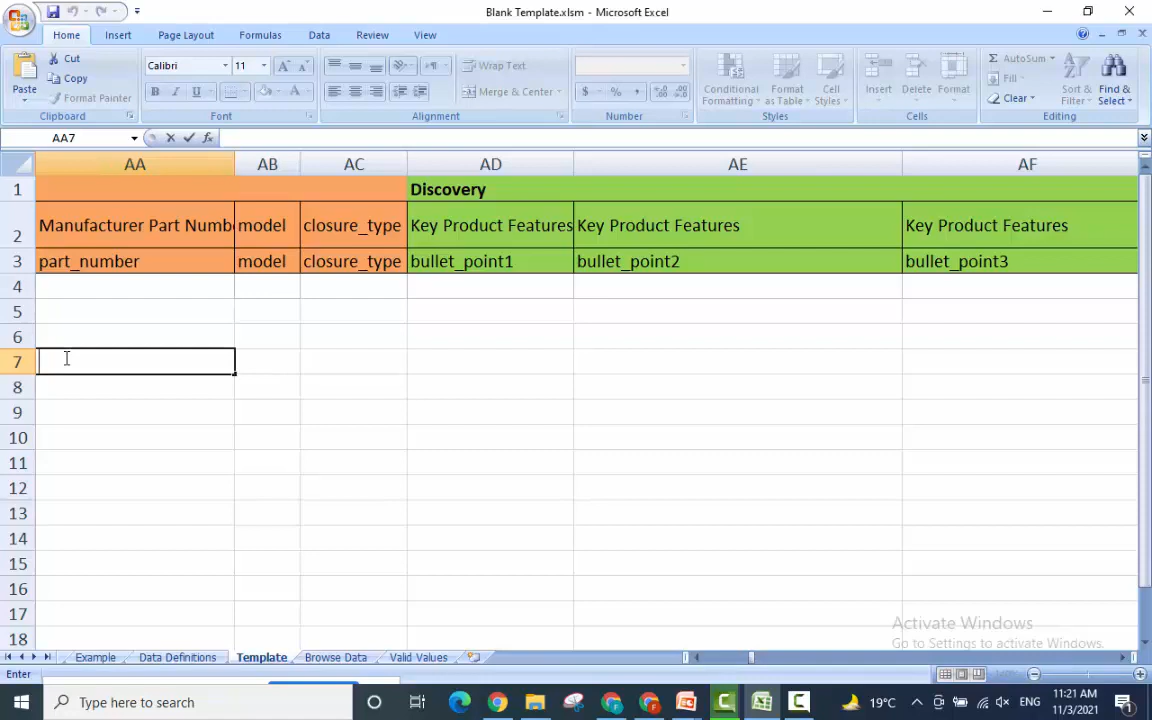 Blank Template.xlsm - Microsoft Excel
Home Insert Page Layout Formulas Data Review View
Paste
Cut
Copy
Format Painter
Clipboard
Calibri 11
B I U
Font
Wrap Text
Merge & Center
Alignment
$ % ,
Number
Conditional Formatting
Format as Table
Cell Styles
Styles
Insert Delete Format
Cells
AutoSum
Fill
Clear
Sort & Filter
Find & Select
Editing
AA7 fx
AA AB AC AD AE AF
1 Discovery
2 Manufacturer Part Numb model closure_type Key Product Features Key Product Features Key Product Features
3 part_number model closure_type bullet_point1 bullet_point2 bullet_point3
4
5
6
7
8
9
10
11
12
13
14
15
16
17
18
Activate Windows
Go to Settings to activate Windows.
Example Data Definitions Template Browse Data Valid Values
Enter
Type here to search
19°C ENG
11:21 AM
11/3/2021
1